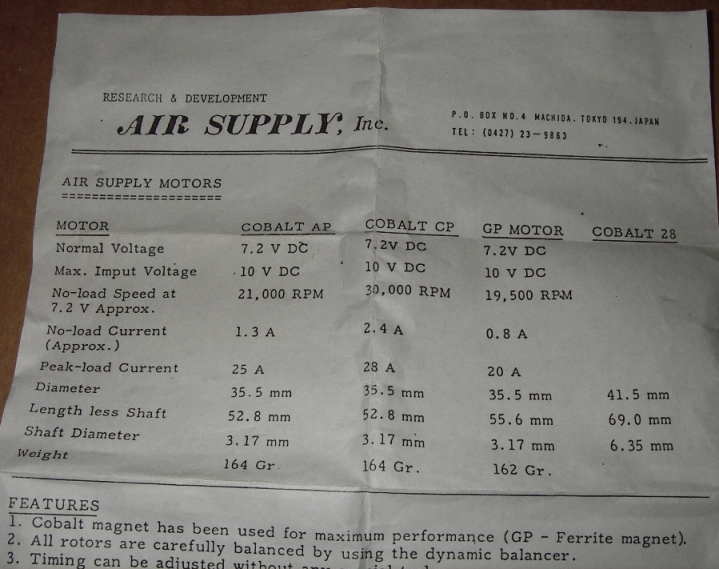 RESEARCH & DEVELOPMENT
AIR SUPPLY, Inc.
P.O. BOX NO.4 MACHIDA. TOKYO 194, JAPAN
TEL: (0427) 23-9863
AIR SUPPLY MOTORS
=====================
MOTOR COBALT AP COBALT CP GP MOTOR COBALT 28
Normal Voltage 7.2 V DC 7.2V DC 7.2V DC
Max. Imput Voltage 10 V DC 10 V DC 10 V DC
No-load Speed at 21,000 RPM 30,000 RPM 19,500 RPM
7.2 V Approx.
No-load Current 1.3 A 2.4 A 0.8 A
(Approx.)
Peak-load Current 25 A 28 A 20 A
Diameter 35.5 mm 35.5 mm 35.5 mm 41.5 mm
Length less Shaft 52.8 mm 52.8 mm 55.6 mm 69.0 mm
Shaft Diameter 3.17 mm 3.17 mm 3.17 mm 6.35 mm
Weight 164 Gr. 164 Gr. 162 Gr.
FEATURES
1. Cobalt magnet has been used for maximum performance (GP - Ferrite magnet).
2. All rotors are carefully balanced by using the dynamic balancer.
3. Timing can be adjusted without any